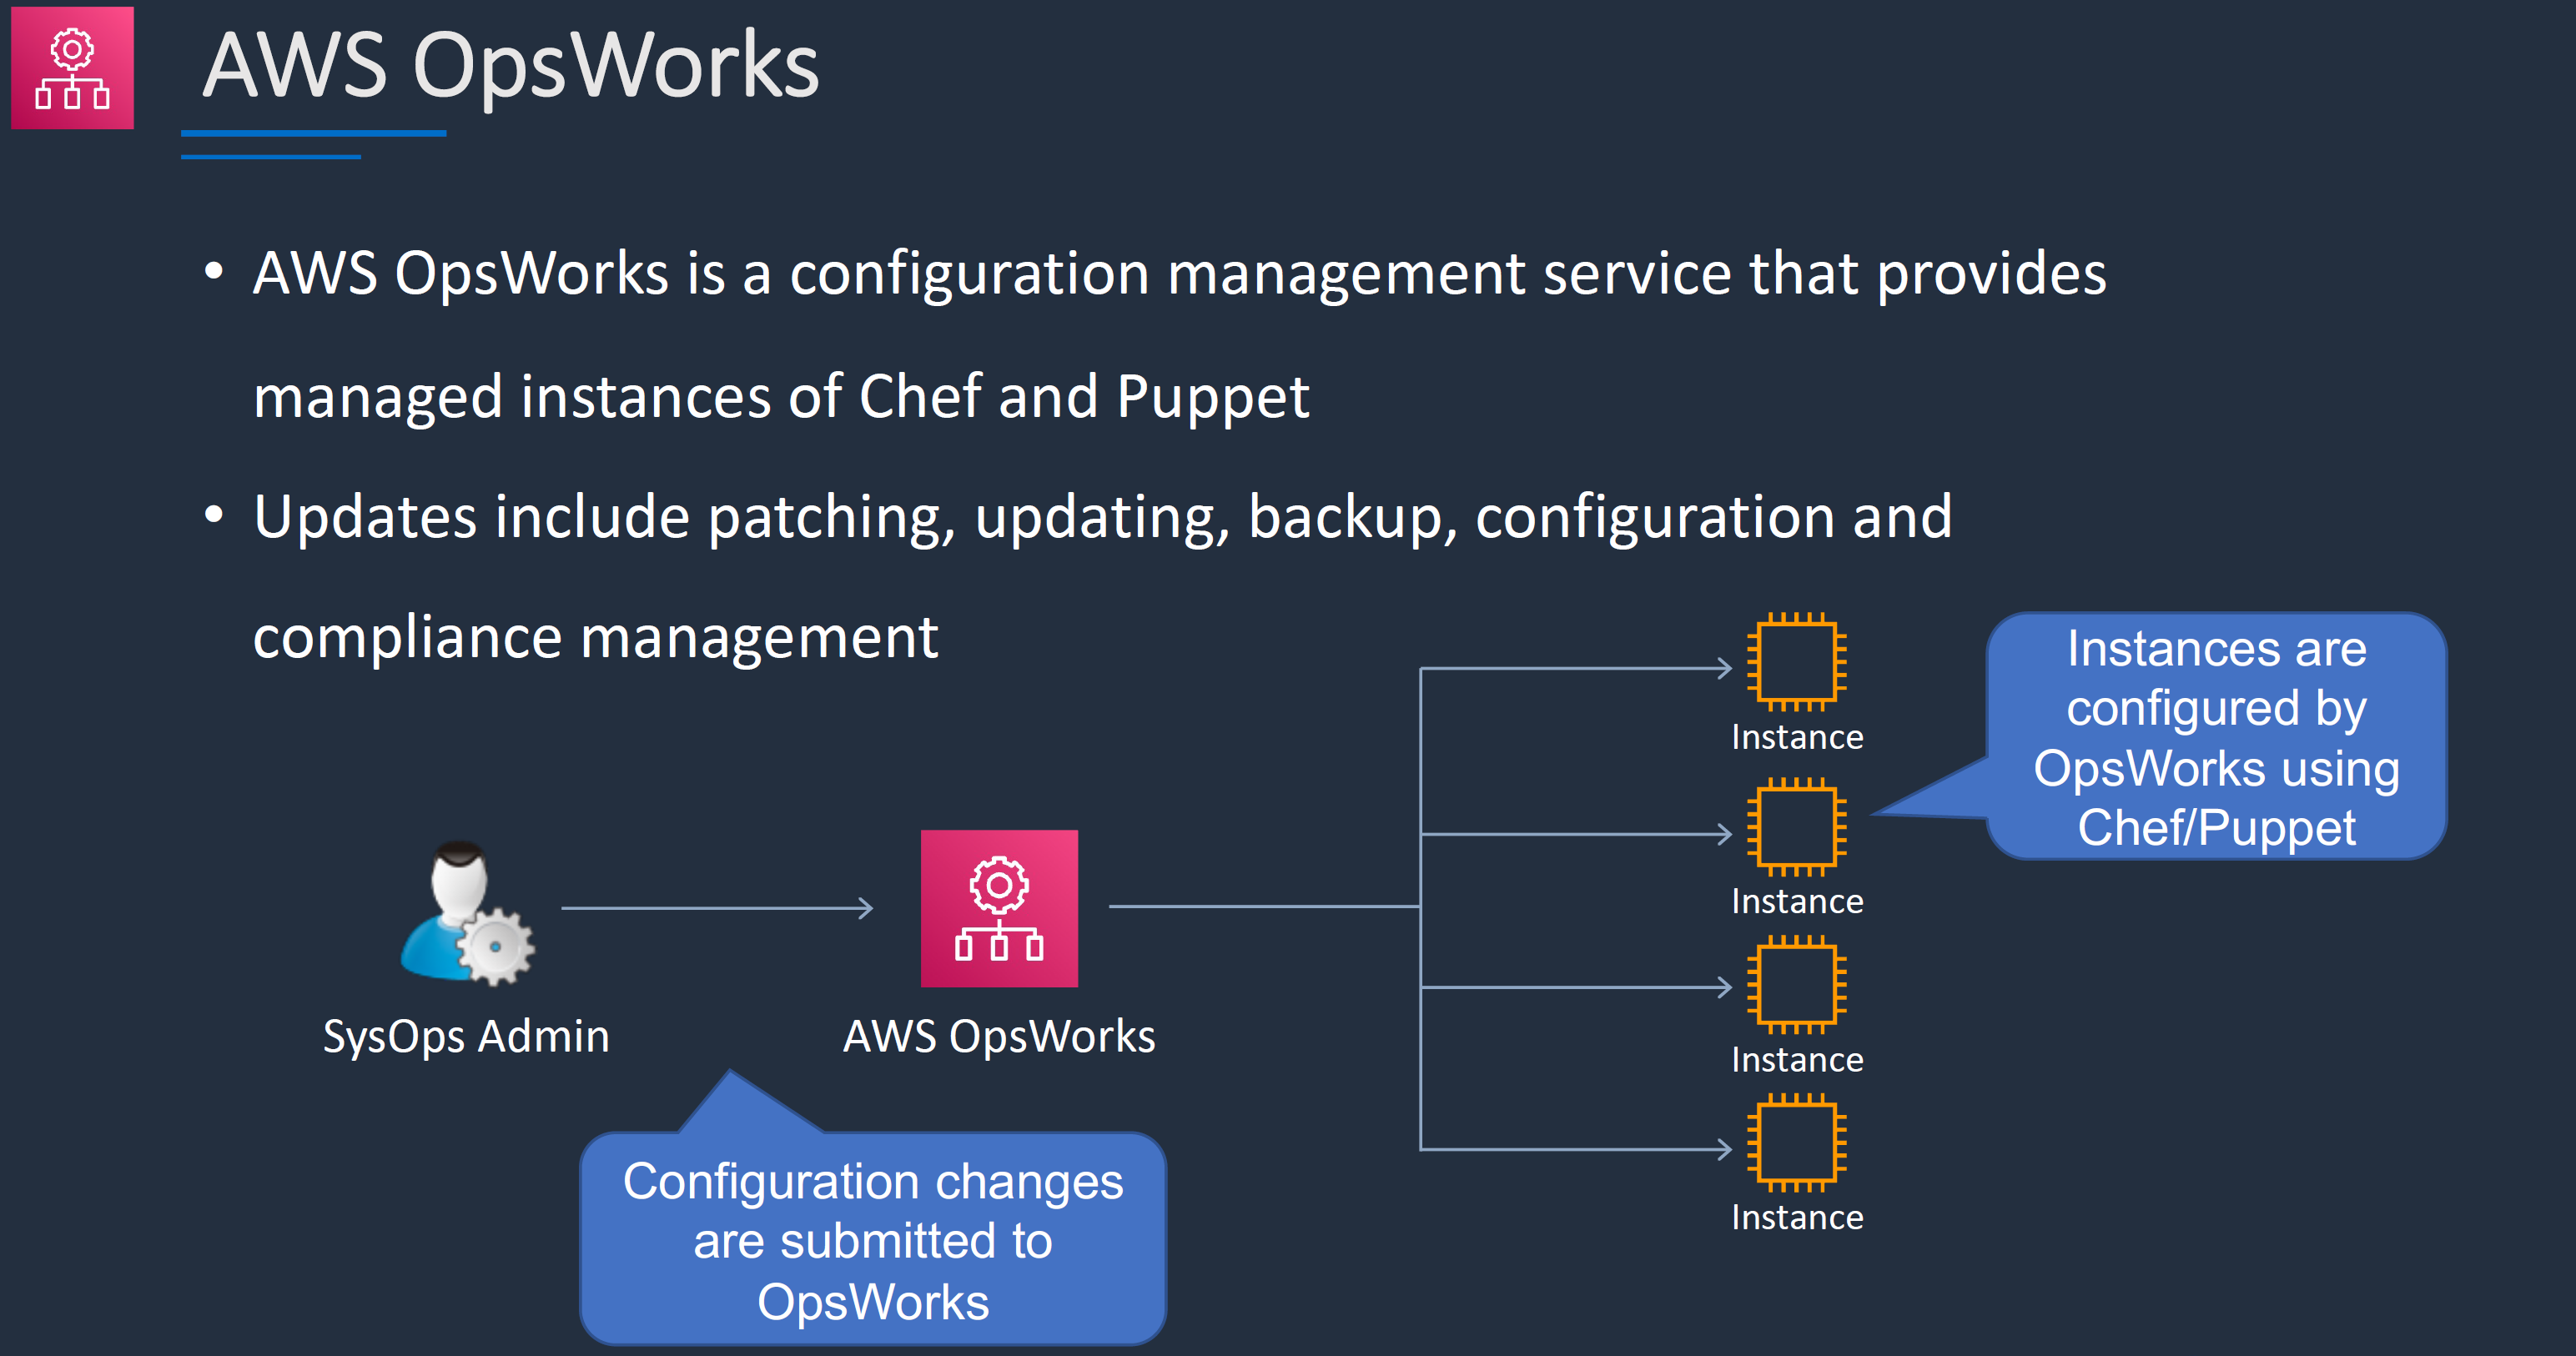 AWS OpsWorks
• AWS OpsWorks is a configuration management service that provides
managed instances of Chef and Puppet
• Updates include patching, updating, backup, configuration and
compliance management
Instance
Instances are
configured by
OpsWorks using
Chef/Puppet
Instance
SysOps Admin
AWS OpsWorks
Instance
Configuration changes
are submitted to
OpsWorks
Instance